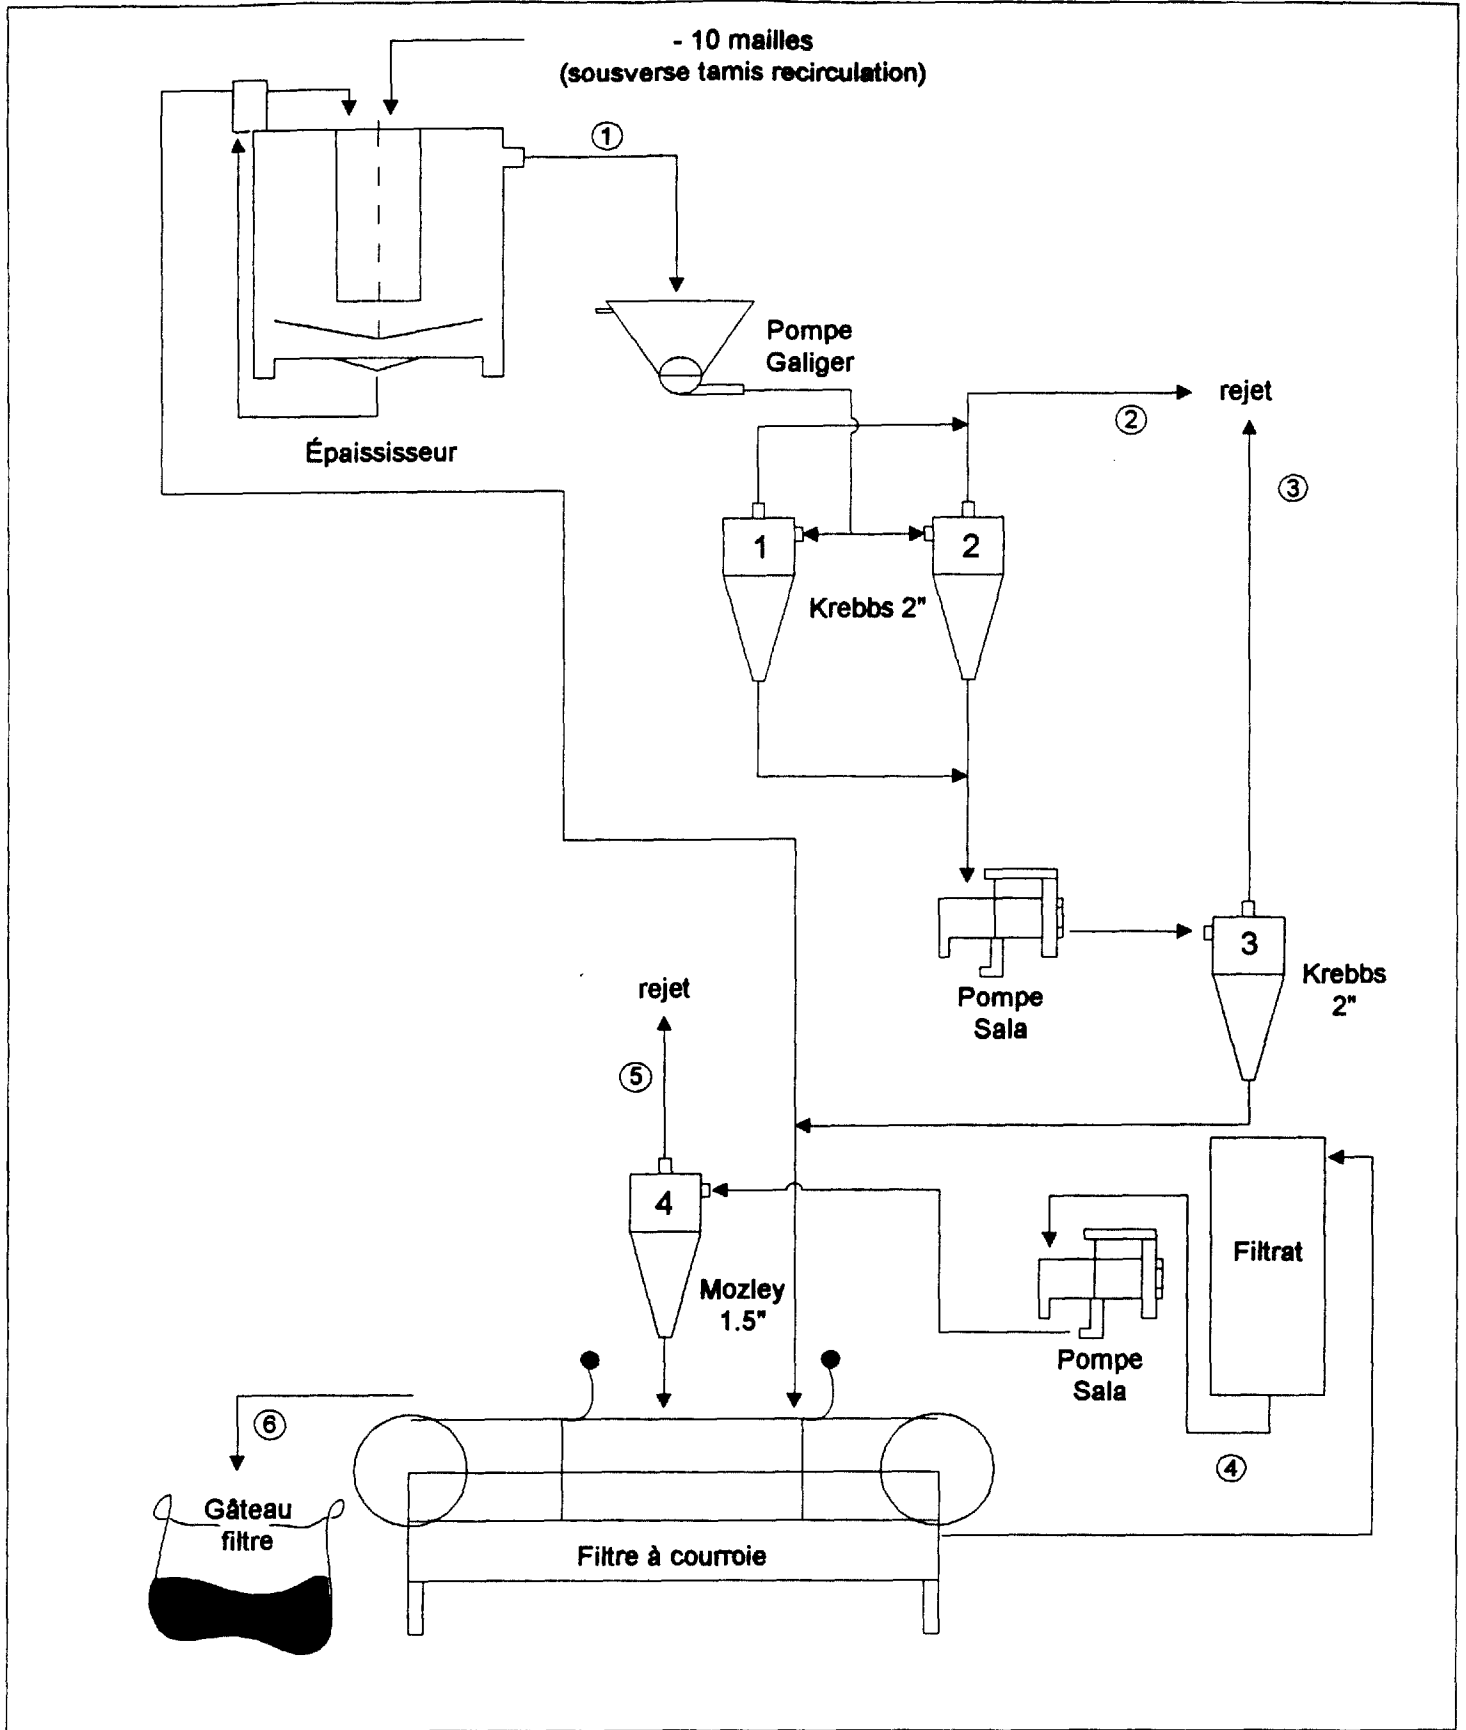 - 10 mailles
(sousverse tamis recirculation)
1
Pompe
Galiger
rejet
2
Épaississeur
3
1
2
Krebbs 2"
3
Krebbs
2"
rejet
Pompe
Sala
5
4
Filtrat
Mozley
1.5"
Pompe
Sala
6
4
Gâteau
filtre
Filtre à courroie